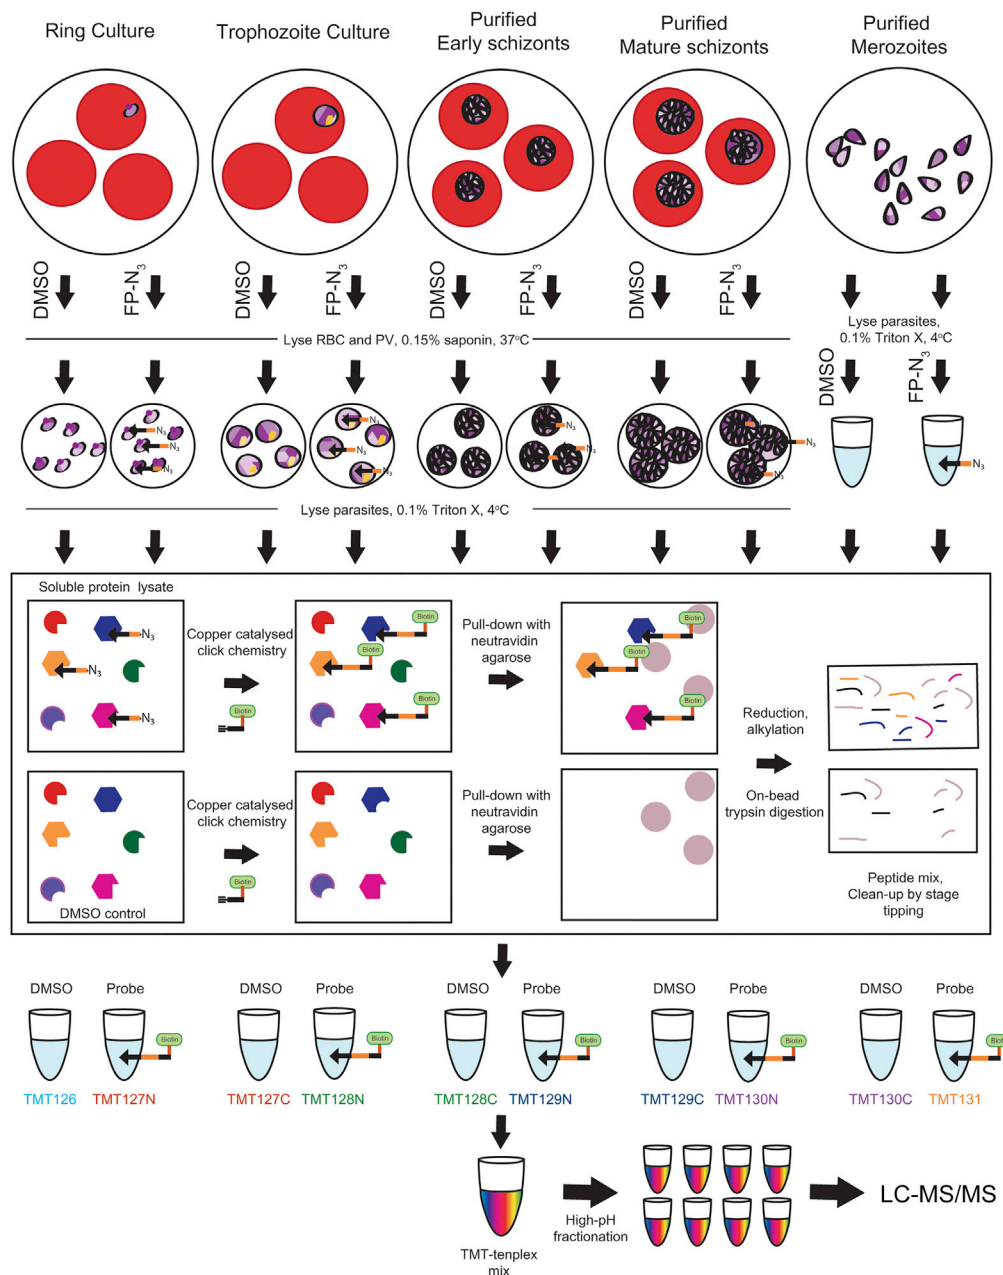 Ring Culture
Trophozoite Culture
Purified
Early schizonts
Purified
Mature schizonts
Purified
Merozoites
DMSO
FP-N3
DMSO
FP-N3
DMSO
FP-N3
DMSO
FP-N3
Lyse RBC and PV, 0.15% saponin, 37°C
Lyse parasites,
0.1% Triton X, 4°C
DMSO
FP-N3
N3
N3
N3
N3
N3
N3
N3
N3
N3
N3
N3
Lyse parasites, 0.1% Triton X, 4°C
Soluble protein lysate
N3
N3
N3
Copper catalysed
click chemistry
Biotin
Biotin
Biotin
Biotin
Pull-down with
neutravidin
agarose
Biotin
Biotin
Biotin
Reduction,
alkylation
On-bead
trypsin digestion
DMSO control
Copper catalysed
click chemistry
Biotin
Pull-down with
neutravidin
agarose
Peptide mix,
Clean-up by stage
tipping
DMSO
Probe
DMSO
Probe
DMSO
Probe
DMSO
Probe
DMSO
Probe
Biotin
Biotin
Biotin
Biotin
Biotin
TMT126
TMT127N
TMT127C
TMT128N
TMT128C
TMT129N
TMT129C
TMT130N
TMT130C
TMT131
TMT-tenplex
mix
High-pH
fractionation
LC-MS/MS